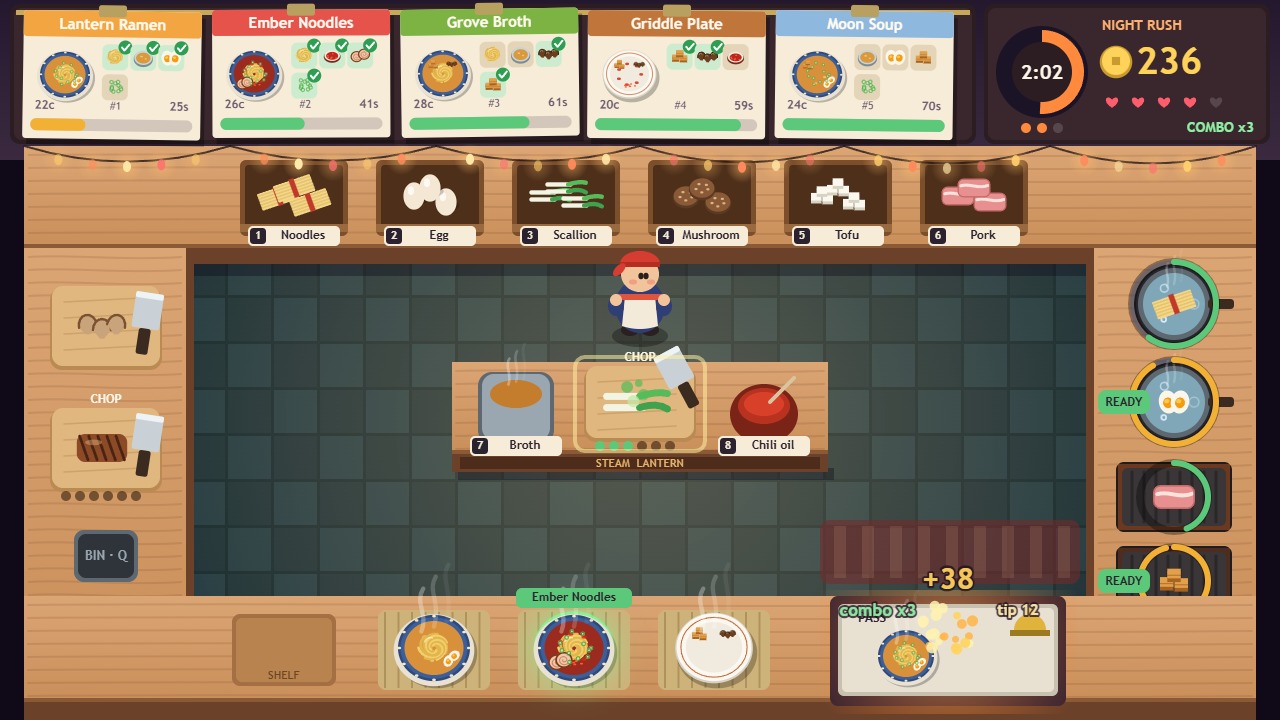 Lantern Ramen
22c #1 25s
Ember Noodles
26c #2 41s
Grove Broth
28c #3 61s
Griddle Plate
20c #4 59s
Moon Soup
24c #5 70s
2:02
NIGHT RUSH
236
COMBO x3
1 Noodles
2 Egg
3 Scallion
4 Mushroom
5 Tofu
6 Pork
CHOP
CHOP
7 Broth
8 Chili oil
STEAM LANTERN
READY
READY
BIN · Q
+38
combo x3
tip 12
PASS
Ember Noodles
SHELF